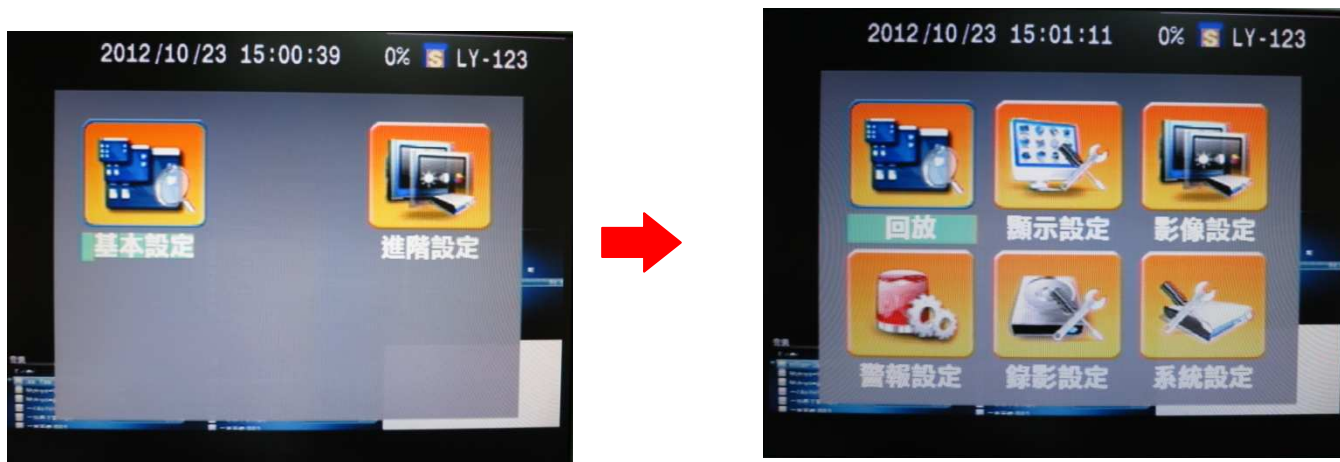 2012/10/23 15:00:39 0% S LY-123
基本設定 進階設定
2012/10/23 15:01:11 0% S LY-123
回放 顯示設定 影像設定
警報設定 錄影設定 系統設定